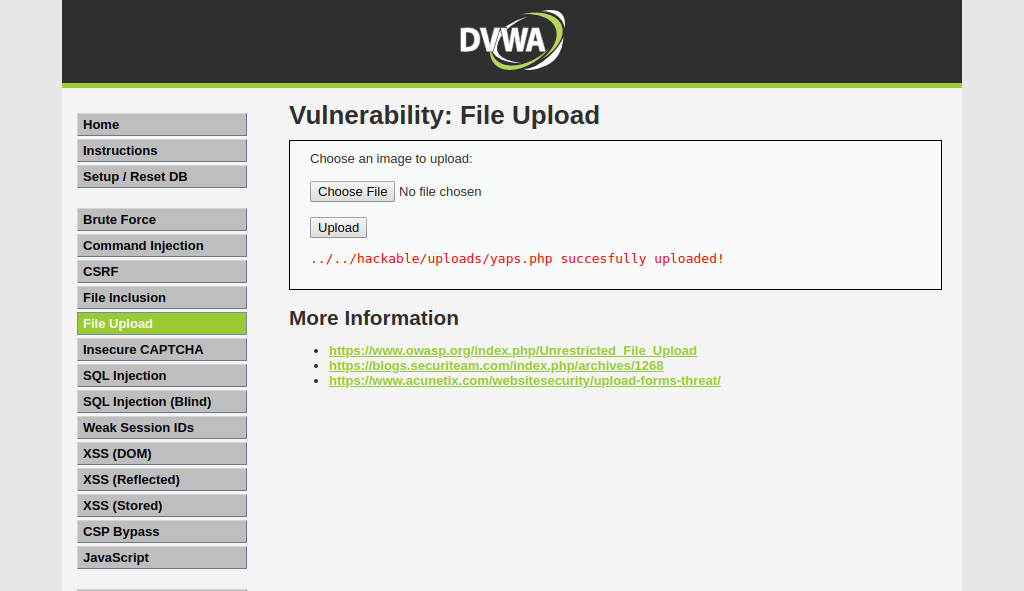 DVWA
Home
Instructions
Setup / Reset DB
Brute Force
Command Injection
CSRF
File Inclusion
File Upload
Insecure CAPTCHA
SQL Injection
SQL Injection (Blind)
Weak Session IDs
XSS (DOM)
XSS (Reflected)
XSS (Stored)
CSP Bypass
JavaScript
Vulnerability: File Upload
Choose an image to upload:
Choose File No file chosen
Upload
../../hackable/uploads/yaps.php succesfully uploaded!
More Information
https://www.owasp.org/index.php/Unrestricted_File_Upload
https://blogs.securiteam.com/index.php/archives/1268
https://www.acunetix.com/websitesecurity/upload-forms-threat/